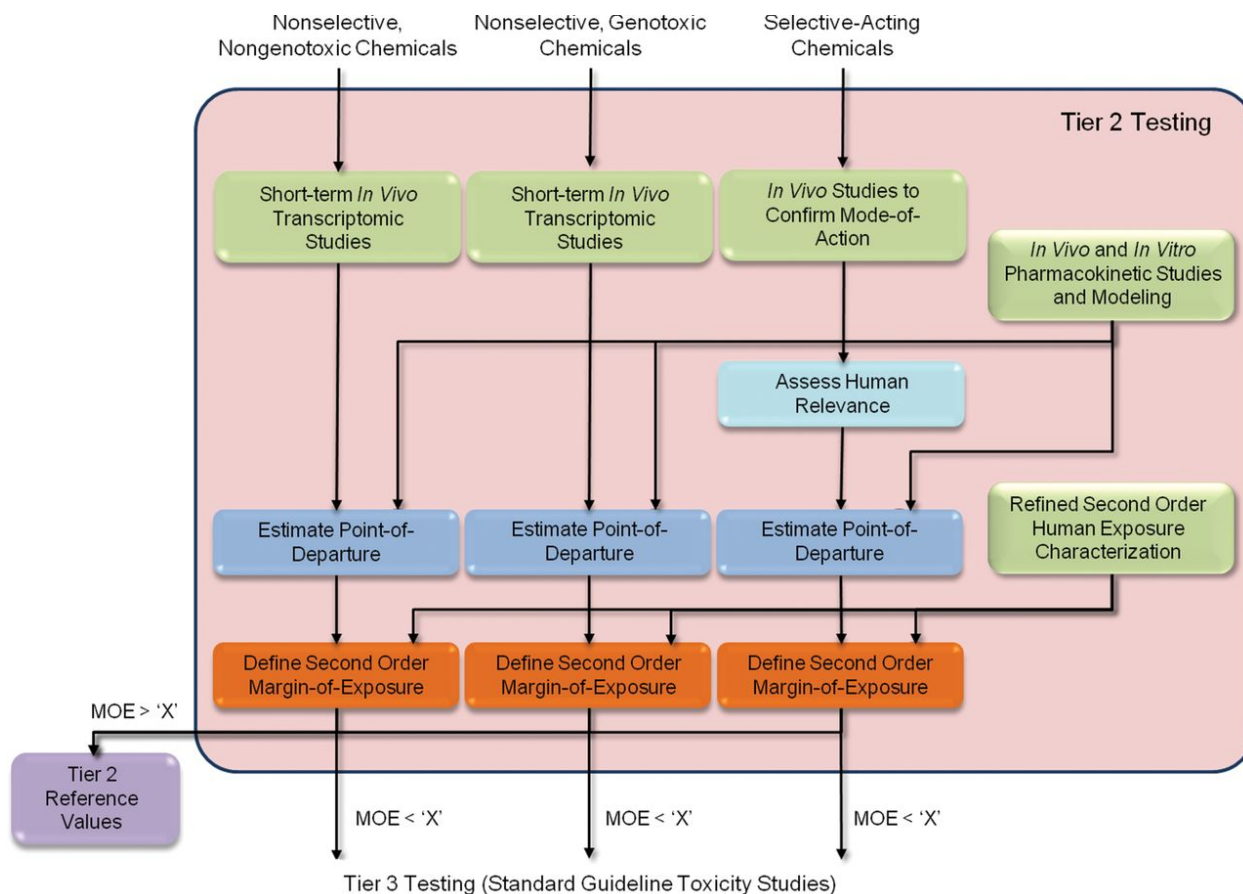 Nonselective,
Nongenotoxic Chemicals
Nonselective, Genotoxic
Chemicals
Selective-Acting
Chemicals
Tier 2 Testing
Short-term In Vivo
Transcriptomic
Studies
Short-term In Vivo
Transcriptomic
Studies
In Vivo Studies to
Confirm Mode-of-
Action
In Vivo and In Vitro
Pharmacokinetic Studies
and Modeling
Assess Human
Relevance
Estimate Point-of-
Departure
Estimate Point-of-
Departure
Estimate Point-of-
Departure
Refined Second Order
Human Exposure
Characterization
Define Second Order
Margin-of-Exposure
Define Second Order
Margin-of-Exposure
Define Second Order
Margin-of-Exposure
MOE > ‘X’
Tier 2
Reference
Values
MOE < ‘X’
MOE < ‘X’
MOE < ‘X’
Tier 3 Testing (Standard Guideline Toxicity Studies)